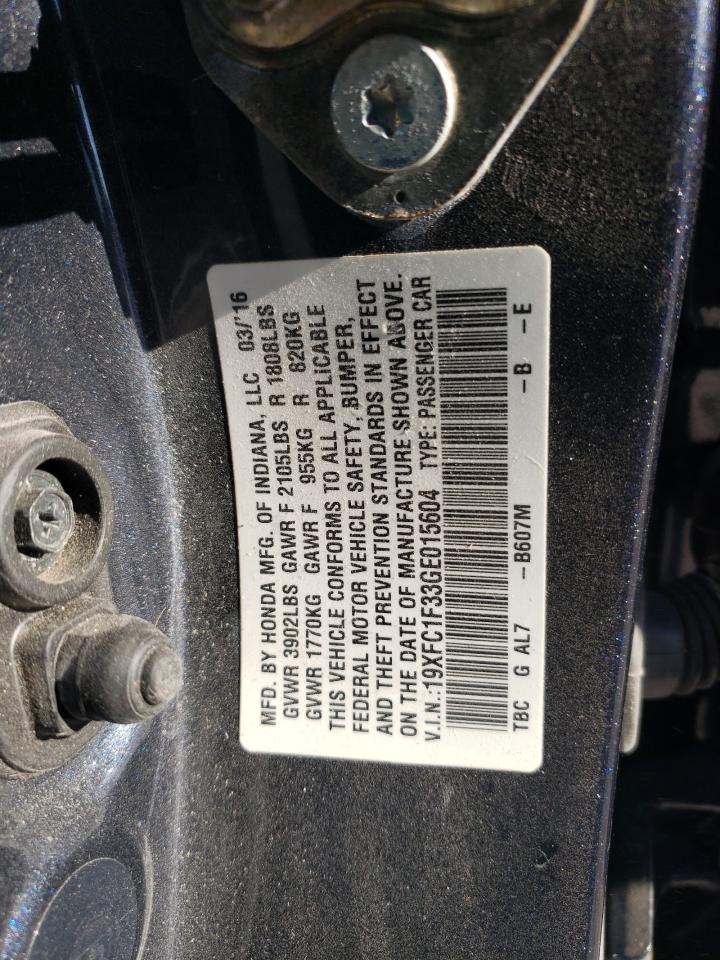 MFD. BY HONDA MFG. OF INDIANA, LLC 03/'16
GVWR 3902LBS GAWR F 2105LBS R 1808LBS
GVWR 1770KG GAWR F 955KG R 820KG
THIS VEHICLE CONFORMS TO ALL APPLICABLE
FEDERAL MOTOR VEHICLE SAFETY, BUMPER,
AND THEFT PREVENTION STANDARDS IN EFFECT
ON THE DATE OF MANUFACTURE SHOWN ABOVE.
V.I.N.:19XFC1F33GE015604 TYPE: PASSENGER CAR
TBC G AL7 -B607M -B -E